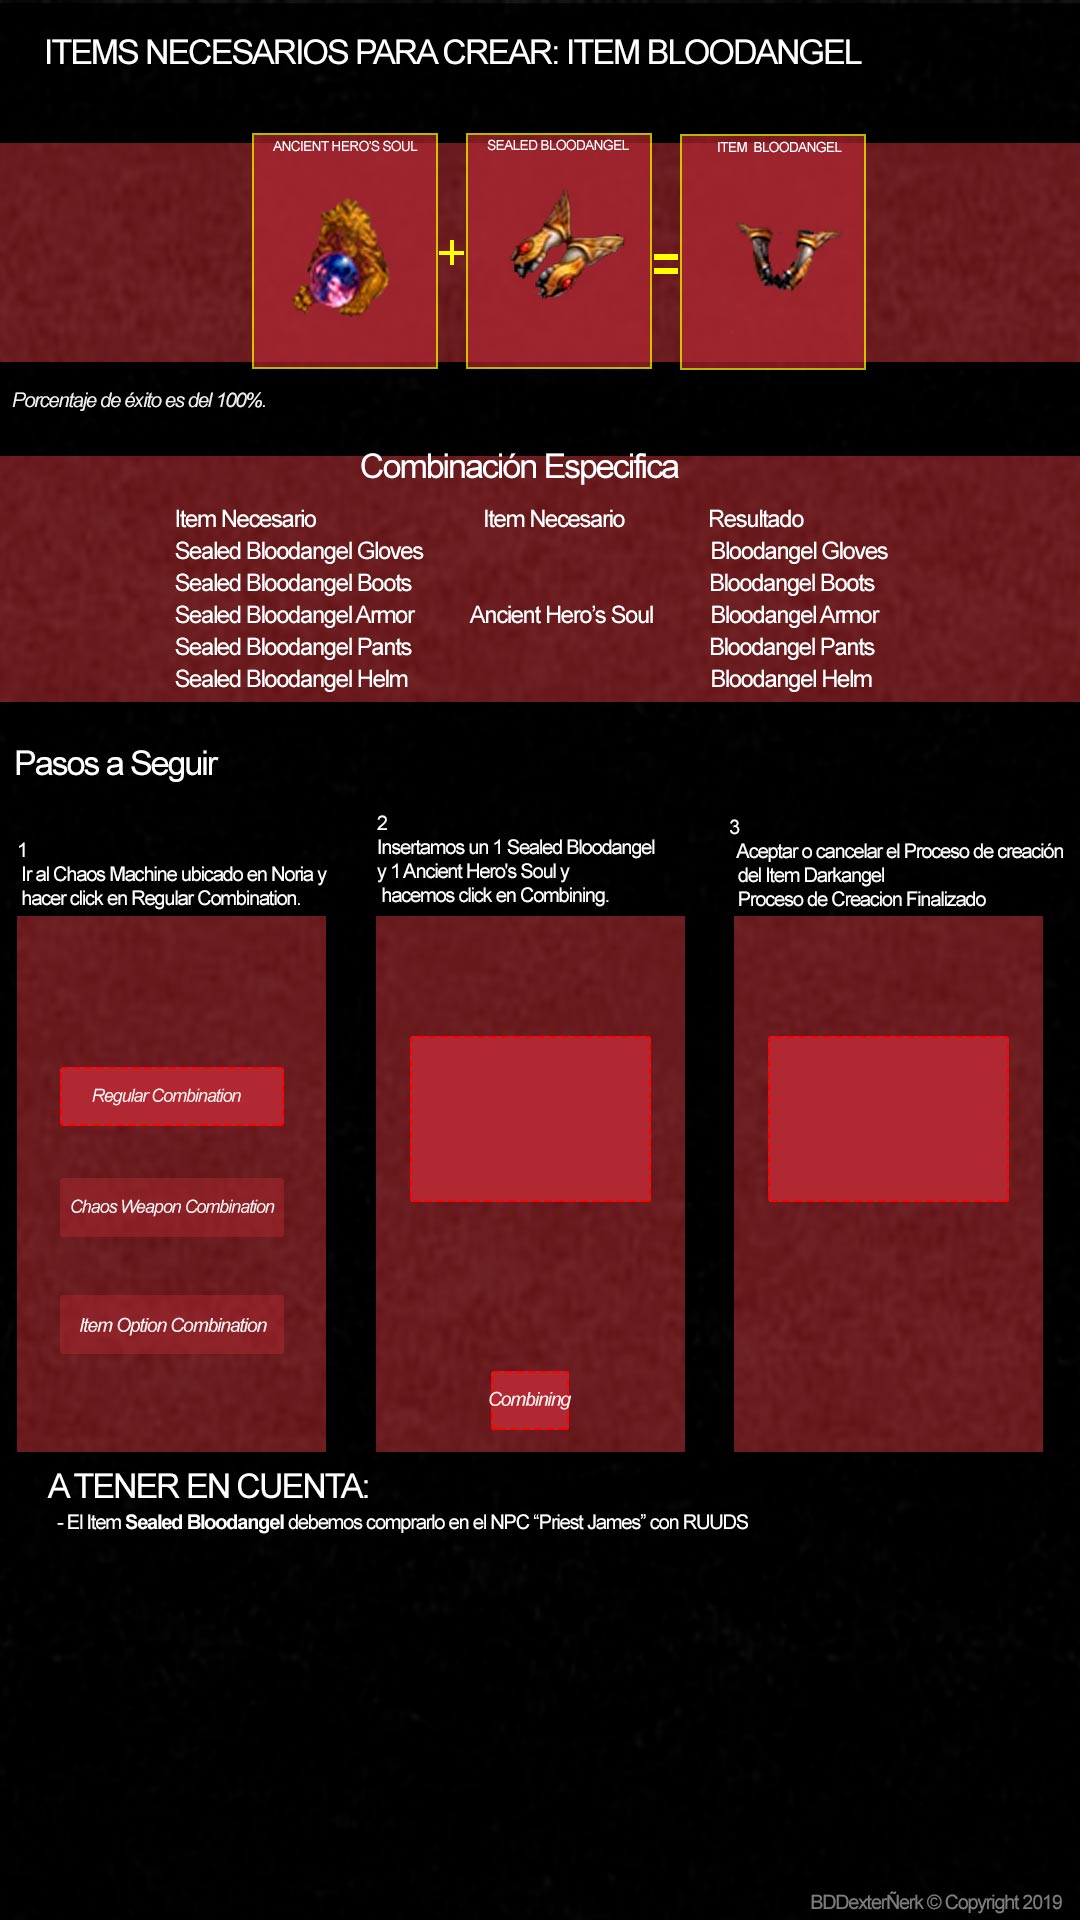 ITEMS NECESARIOS PARA CREAR: ITEM BLOODANGEL
ANCIENT HERO'S SOUL
SEALED BLOODANGEL
ITEM BLOODANGEL
+
=
Porcentaje de éxito es del 100%.
Combinación Especifica
Item Necesario
Item Necesario
Resultado
Sealed Bloodangel Gloves
Bloodangel Gloves
Sealed Bloodangel Boots
Bloodangel Boots
Sealed Bloodangel Armor
Ancient Hero’s Soul
Bloodangel Armor
Sealed Bloodangel Pants
Bloodangel Pants
Sealed Bloodangel Helm
Bloodangel Helm
Pasos a Seguir
1
Ir al Chaos Machine ubicado en Noria y
hacer click en Regular Combination.
2
Insertamos un 1 Sealed Bloodangel
y 1 Ancient Hero's Soul y
hacemos click en Combining.
3
Aceptar o cancelar el Proceso de creación
del Item Darkangel
Proceso de Creacion Finalizado
Regular Combination
Chaos Weapon Combination
Item Option Combination
Combining
A TENER EN CUENTA:
- El Item Sealed Bloodangel debemos comprarlo en el NPC “Priest James” con RUUDS
BDDexterÑerk © Copyright 2019